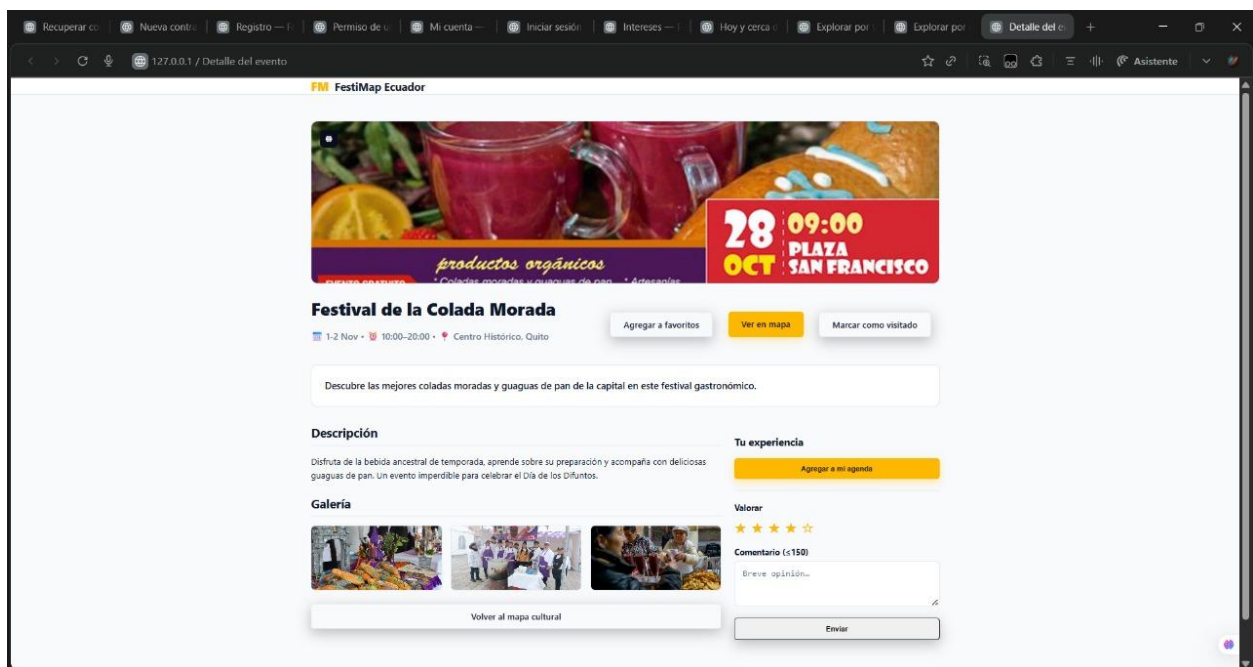 Recuperar co
Nueva contra
Registro — F
Permiso de u
Mi cuenta —
Iniciar sesión
Intereses — 
Hoy y cerca d
Explorar por
Explorar por
Detalle del e
127.0.0.1 / Detalle del evento
Asistente
FM FestiMap Ecuador
28 OCT
09:00
PLAZA
SAN FRANCISCO
productos orgánicos
EVENTO GRATUITO
* Coladas moradas y guaguas de pan * Artesanías
Festival de la Colada Morada
1-2 Nov • 10:00–20:00 • Centro Histórico, Quito
Agregar a favoritos
Ver en mapa
Marcar como visitado
Descubre las mejores coladas moradas y guaguas de pan de la capital en este festival gastronómico.
Descripción
Disfruta de la bebida ancestral de temporada, aprende sobre su preparación y acompaña con deliciosas
guaguas de pan. Un evento imperdible para celebrar el Día de los Difuntos.
Galería
Volver al mapa cultural
Tu experiencia
Agregar a mi agenda
Valorar
Comentario (≤150)
Breve opinión…
Enviar